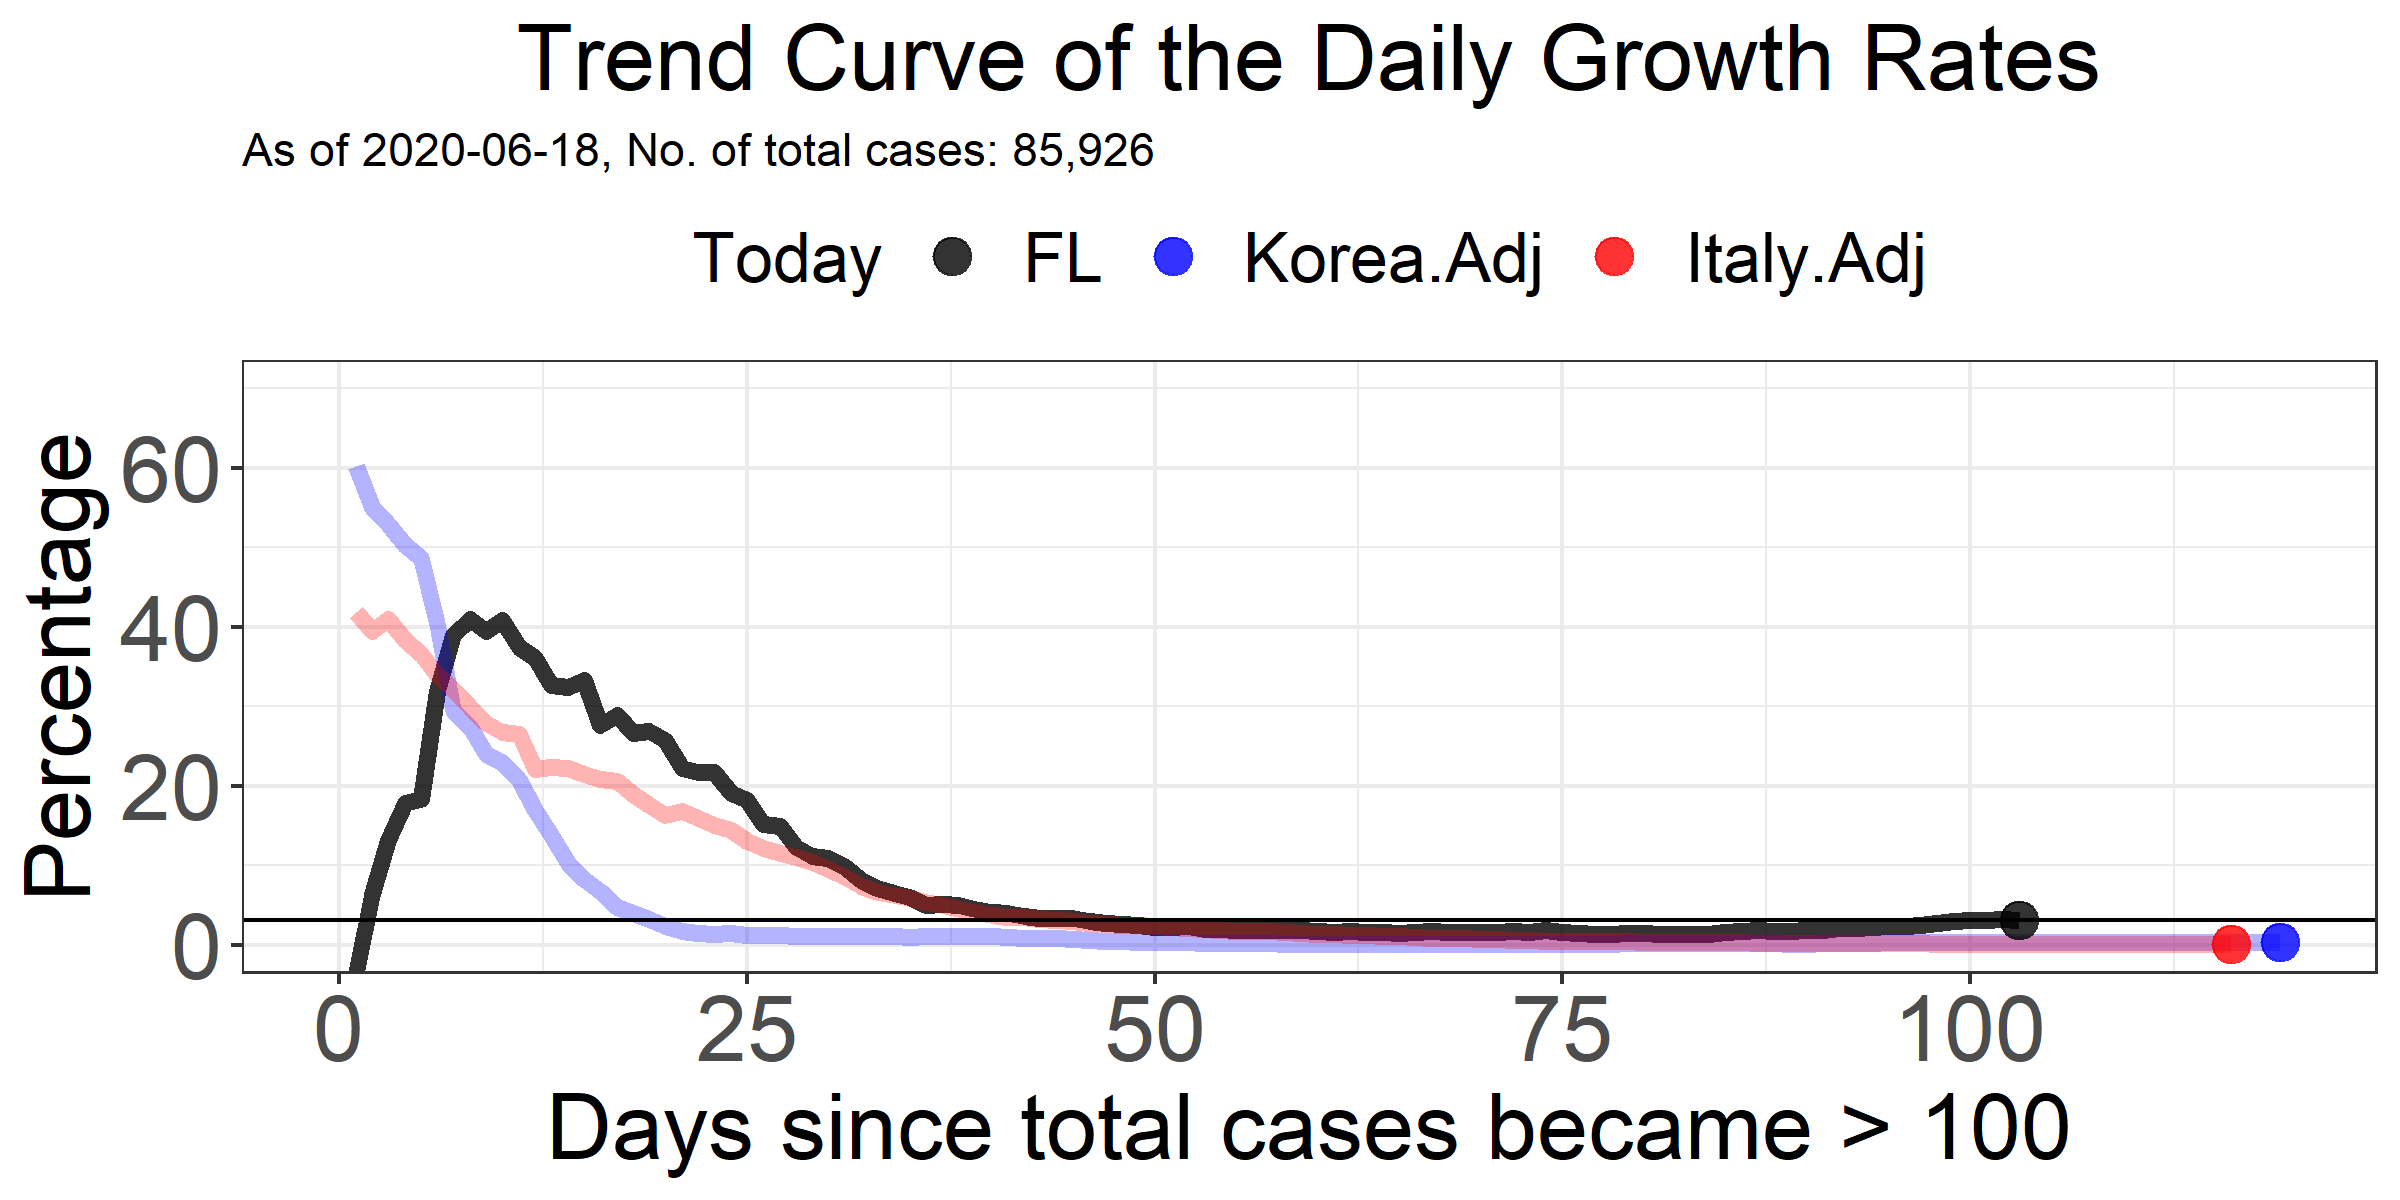 Trend Curve of the Daily Growth Rates
As of 2020-06-18, No. of total cases: 85,926
Today FL Korea.Adj Italy.Adj
Percentage
60
40
20
0
0 25 50 75 100
Days since total cases became > 100